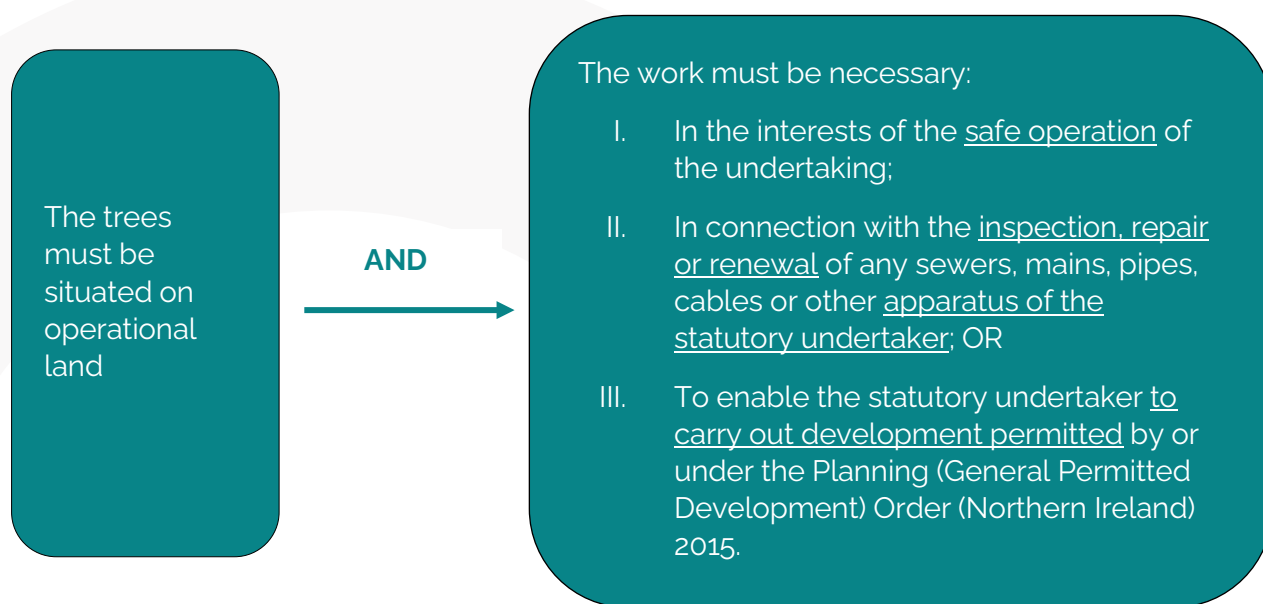 The trees
must be
situated on
operational
land
AND
The work must be necessary:
I. In the interests of the safe operation of
the undertaking;
II. In connection with the inspection, repair
or renewal of any sewers, mains, pipes,
cables or other apparatus of the
statutory undertaker; OR
III. To enable the statutory undertaker to
carry out development permitted by or
under the Planning (General Permitted
Development) Order (Northern Ireland)
2015.